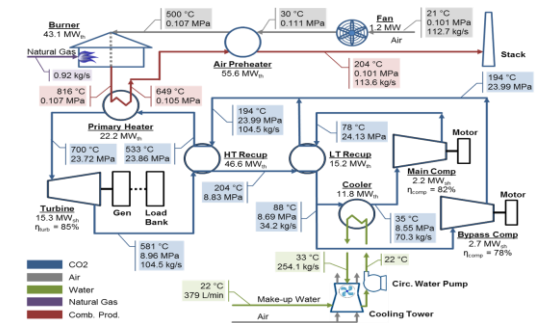 Burner
43.1 MWth
500 °C
0.107 MPa
30 °C
0.111 MPa
Fan
1.2 MW
21 °C
0.101 MPa
112.7 kg/s
Air
Natural Gas
0.92 kg/s
Air Preheater
55.6 MWth
204 °C
0.101 MPa
113.6 kg/s
Stack
816 °C
0.107 MPa
649 °C
0.105 MPa
Primary Heater
22.2 MWth
194 °C
23.99 MPa
104.5 kg/s
78 °C
24.13 MPa
194 °C
23.99 MPa
Motor
Main Comp
2.2 MWsh
ηcomp = 82%
700 °C
23.72 MPa
533 °C
23.86 MPa
HT Recup
46.6 MWth
LT Recup
15.2 MWth
204 °C
8.83 MPa
Cooler
11.8 MWth
88 °C
8.69 MPa
34.2 kg/s
35 °C
8.55 MPa
70.3 kg/s
Motor
Bypass Comp
2.7 MWsh
ηcomp = 78%
Turbine
15.3 MWsh
ηturb = 85%
Gen
Load
Bank
581 °C
8.96 MPa
104.5 kg/s
33 °C
254.1 kg/s
22 °C
Circ. Water Pump
22 °C
379 L/min
Make-up Water
Air
Cooling Tower
CO2
Air
Water
Natural Gas
Comb. Prod.